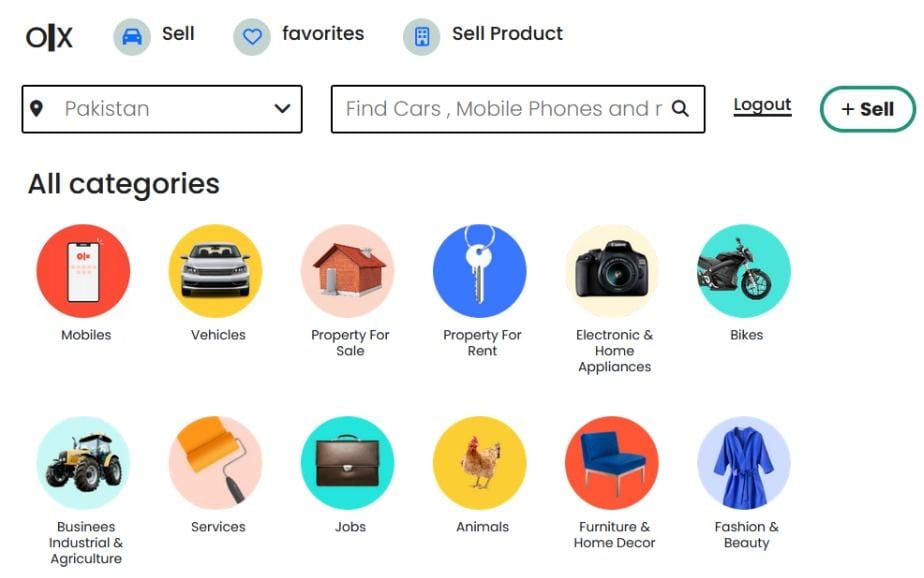 olx Sell favorites Sell Product
Pakistan Find Cars , Mobile Phones and r Logout + Sell
All categories
olx
Canon
Mobiles Vehicles Property For Property For Electronic & Bikes
Sale Rent Home
Appliances
Businees Services Jobs Animals Furniture & Fashion &
Industrial & Home Decor Beauty
Agriculture